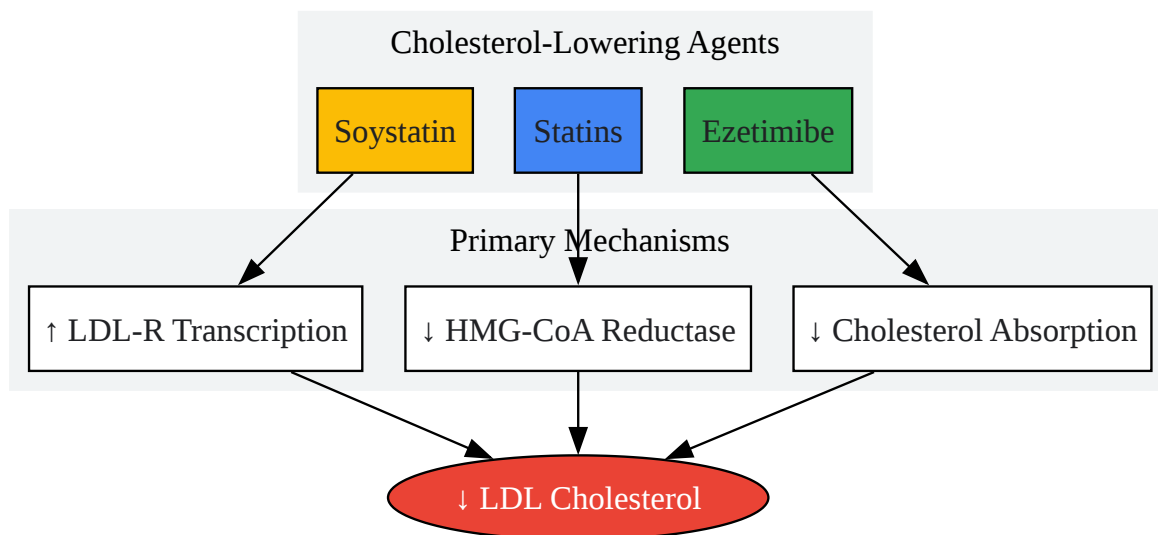 Cholesterol-Lowering Agents
Soystatin
Statins
Ezetimibe
Primary Mechanisms
↑ LDL-R Transcription
↓ HMG-CoA Reductase
↓ Cholesterol Absorption
↓ LDL Cholesterol